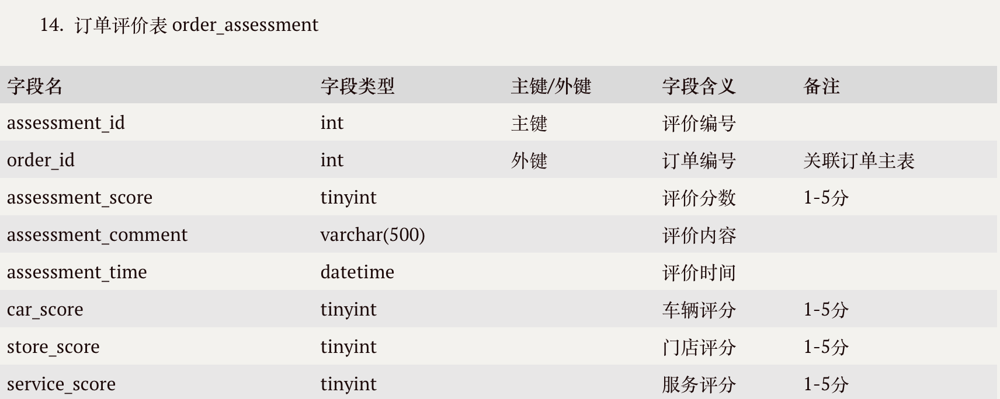 14. 订单评价表 order_assessment
字段名 字段类型 主键/外键 字段含义 备注
assessment_id int 主键 评价编号
order_id int 外键 订单编号 关联订单主表
assessment_score tinyint 评价分数 1-5分
assessment_comment varchar(500) 评价内容
assessment_time datetime 评价时间
car_score tinyint 车辆评分 1-5分
store_score tinyint 门店评分 1-5分
service_score tinyint 服务评分 1-5分